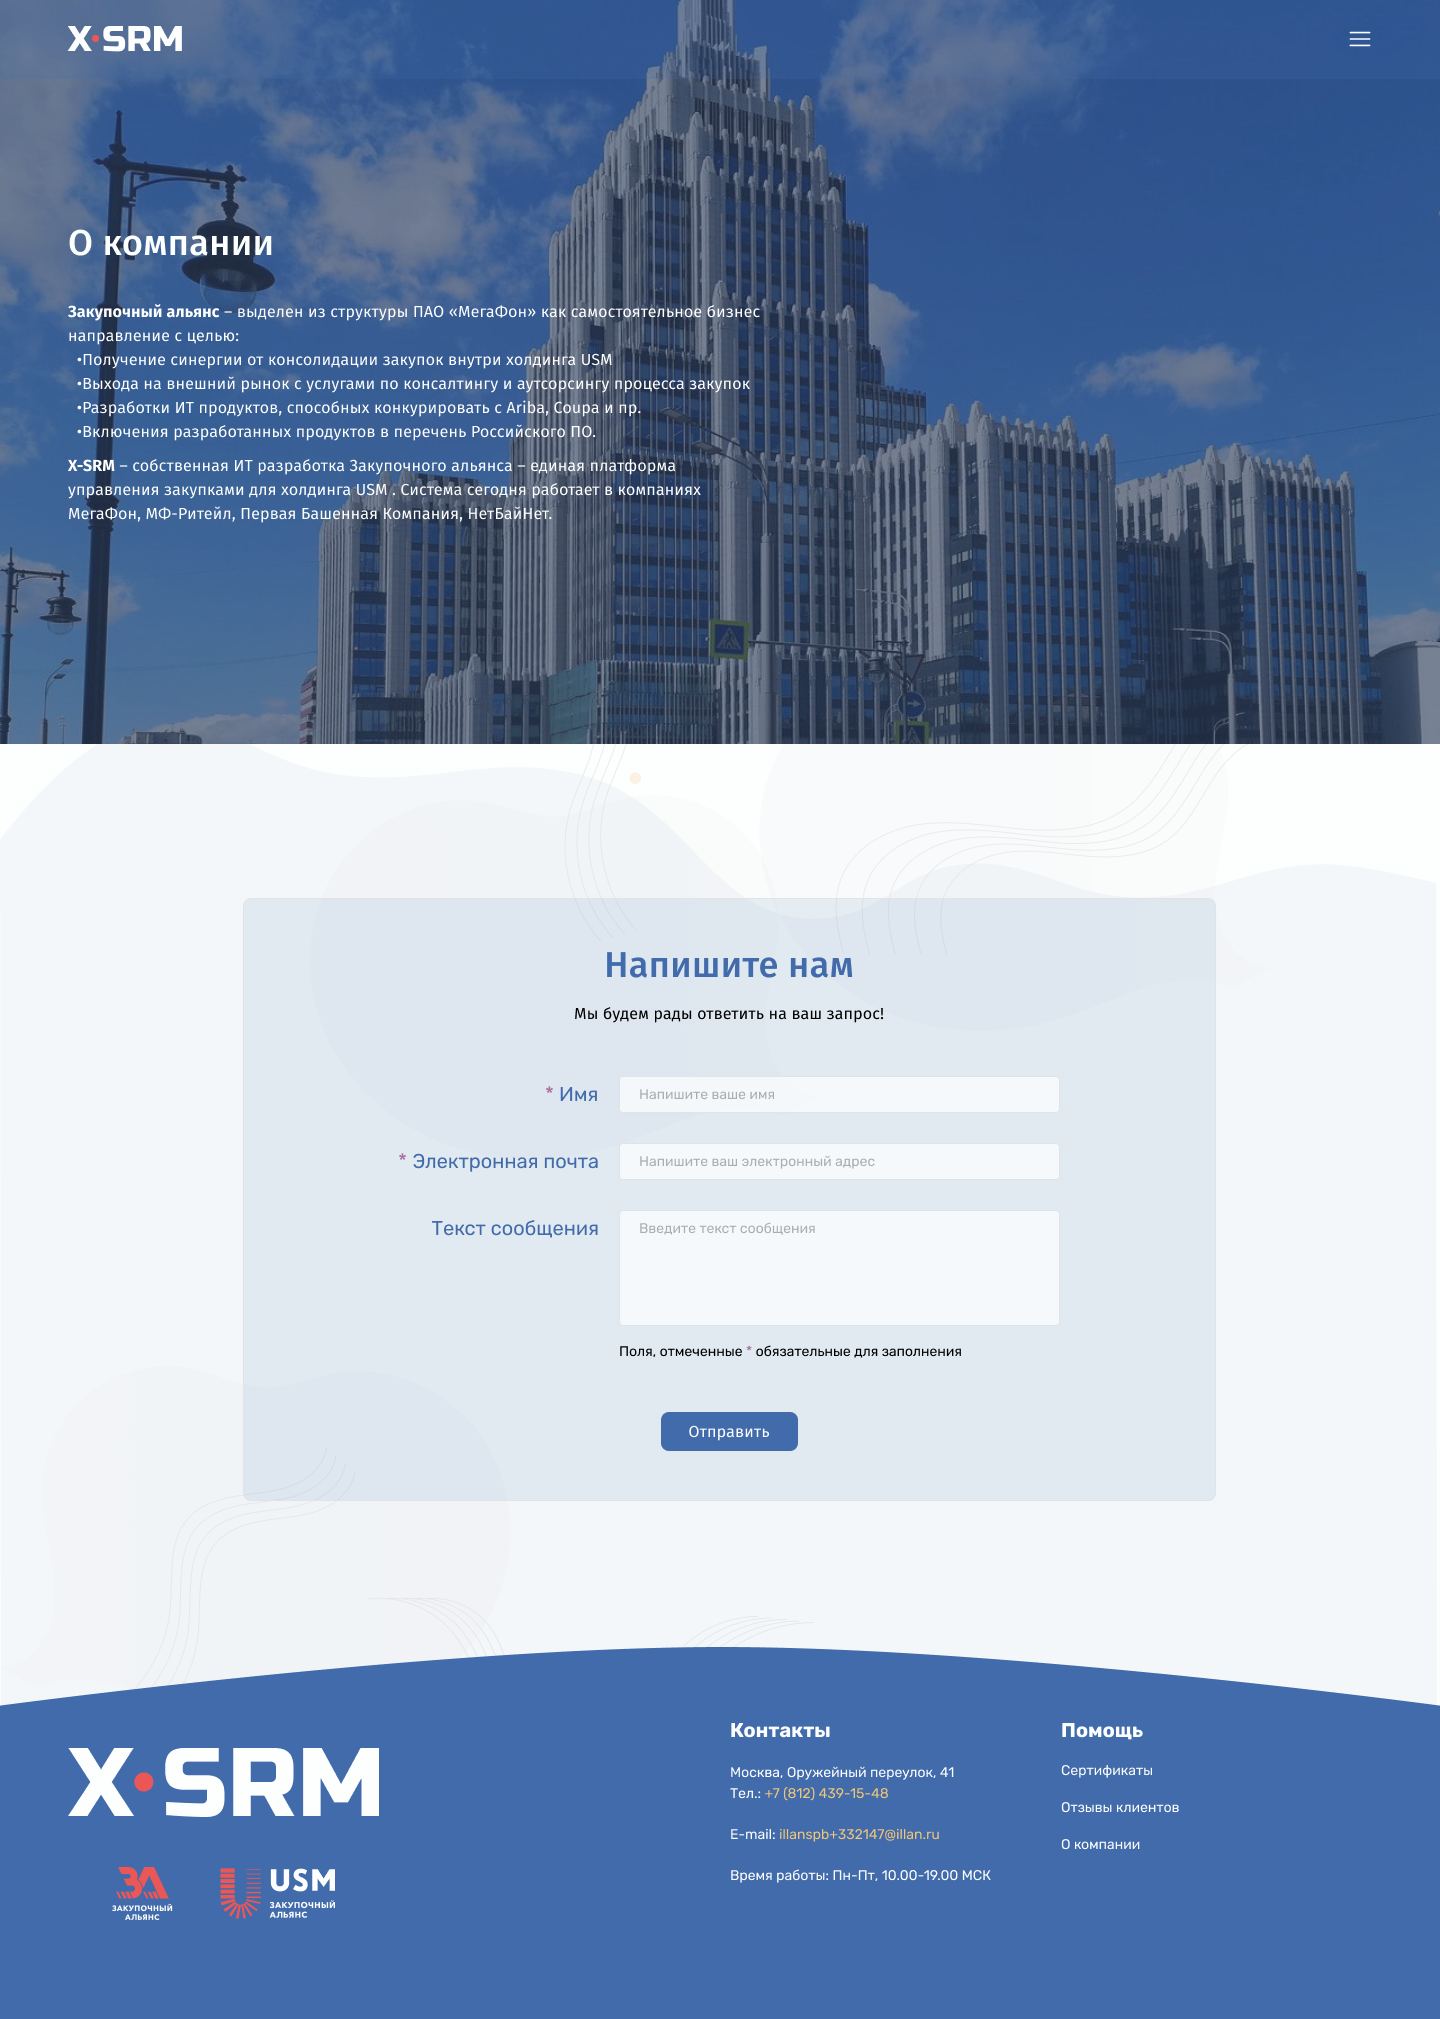 X·SRM
О компании
Закупочный альянс – выделен из структуры ПАО «МегаФон» как самостоятельное бизнес
направление с целью:
•Получение синергии от консолидации закупок внутри холдинга USM
•Выхода на внешний рынок с услугами по консалтингу и аутсорсингу процесса закупок
•Разработки ИТ продуктов, способных конкурировать с Ariba, Coupa и пр.
•Включения разработанных продуктов в перечень Российского ПО.
X-SRM – собственная ИТ разработка Закупочного альянса – единая платформа
управления закупками для холдинга USM . Система сегодня работает в компаниях
МегаФон, МФ-Ритейл, Первая Башенная Компания, НетБайНет.
Напишите нам
Мы будем рады ответить на ваш запрос!
* Имя
Напишите ваше имя
* Электронная почта
Напишите ваш электронный адрес
Текст сообщения
Введите текст сообщения
Поля, отмеченные * обязательные для заполнения
Отправить
X·SRM
ЗА
ЗАКУПОЧНЫЙ
АЛЬЯНС
USM
ЗАКУПОЧНЫЙ
АЛЬЯНС
Контакты
Москва, Оружейный переулок, 41
Тел.: +7 (812) 439-15-48
E-mail: illanspb+332147@illan.ru
Время работы: Пн-Пт, 10.00-19.00 МСК
Помощь
Сертификаты
Отзывы клиентов
О компании